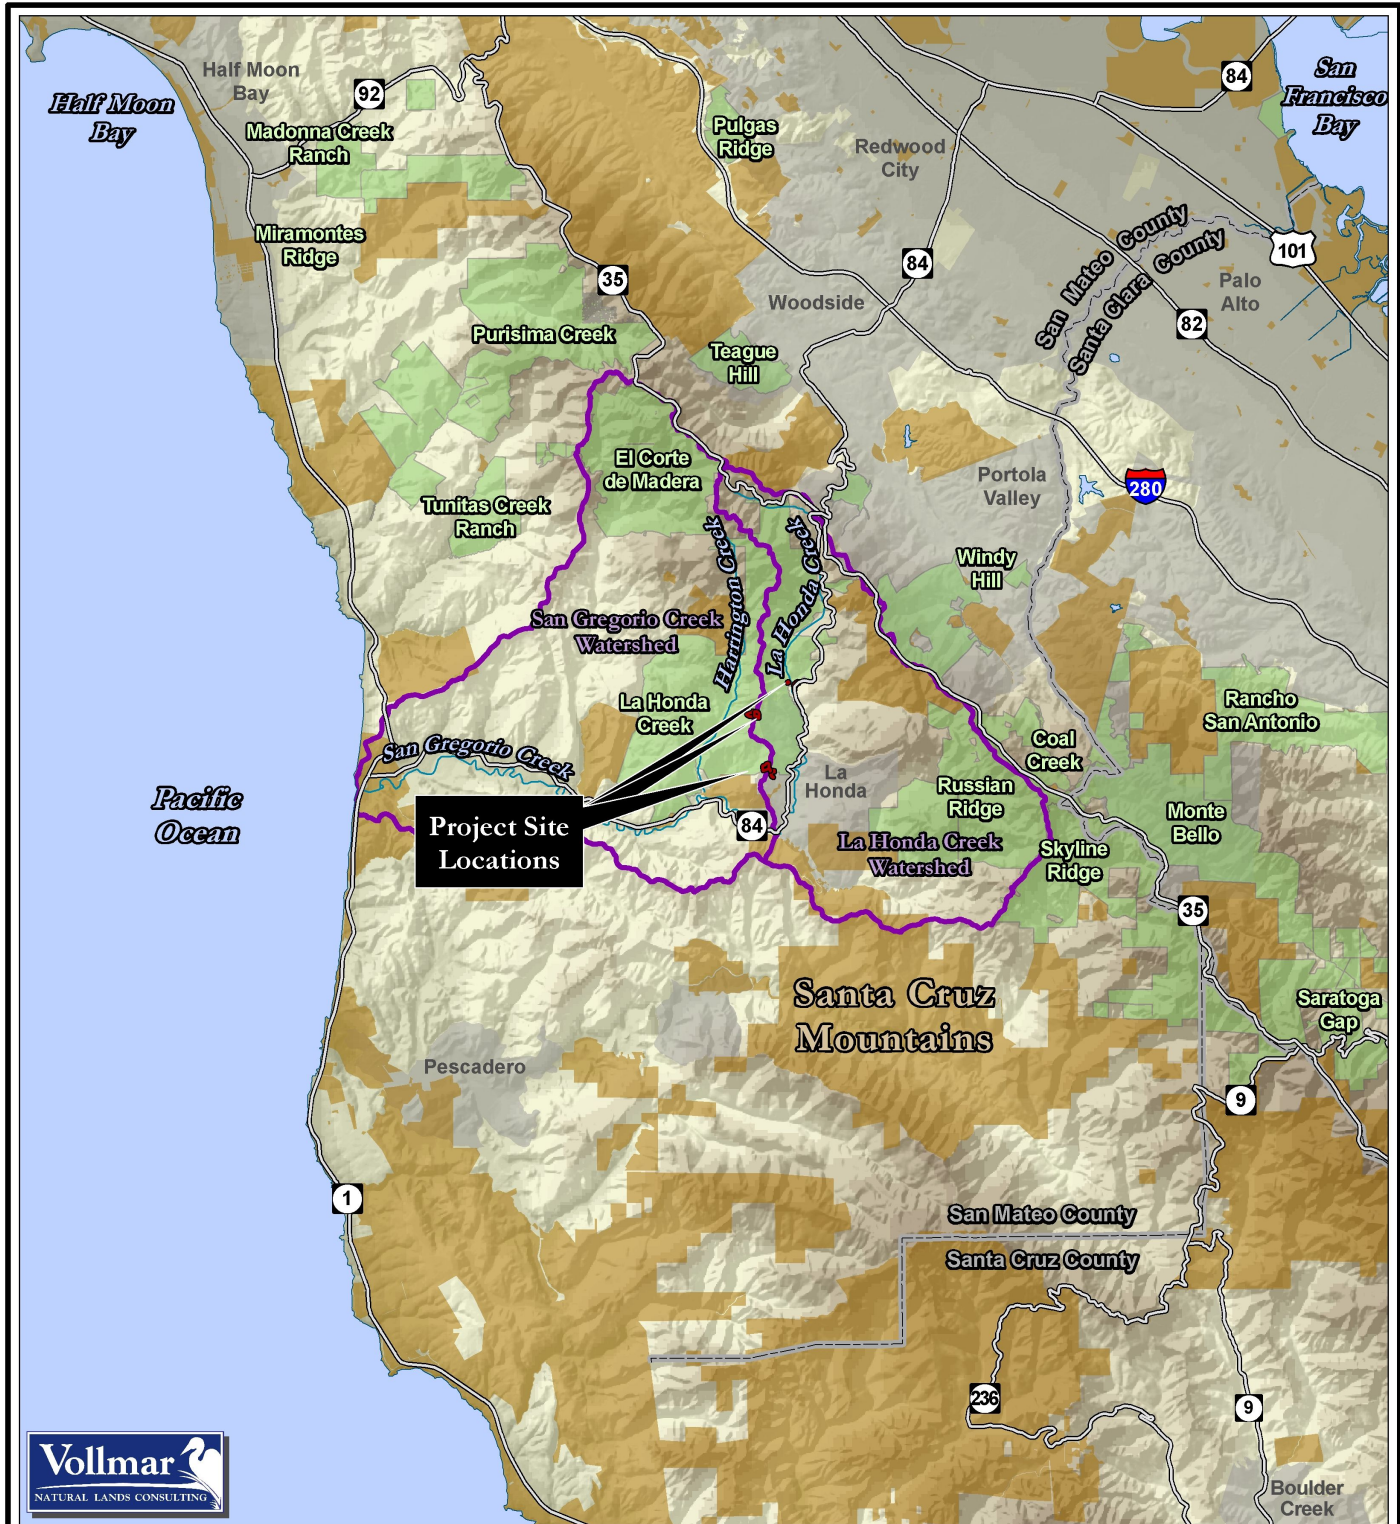 Half Moon
Bay
Half Moon
Bay
92
Madonna Creek
Ranch
Miramontes
Ridge
Pulgas
Ridge
Redwood
City
84
San
Francisco
Bay
35
84
Woodside
San Mateo County
Santa Clara County
101
Palo
Alto
82
Purisima Creek
Teague
Hill
El Corte
de Madera
Tunitas Creek
Ranch
Portola
Valley
280
Harrington Creek
La Honda Creek
Windy
Hill
San Gregorio Creek
Watershed
La Honda
Creek
Rancho
San Antonio
San Gregorio Creek
Coal
Creek
La
Honda
Russian
Ridge
Pacific
Ocean
Project Site
Locations
84
Monte
Bello
La Honda Creek
Watershed
Skyline
Ridge
35
Santa Cruz
Mountains
Saratoga
Gap
Pescadero
9
1
San Mateo County
Santa Cruz County
236
9
Vollmar
NATURAL LANDS CONSULTING
Boulder
Creek